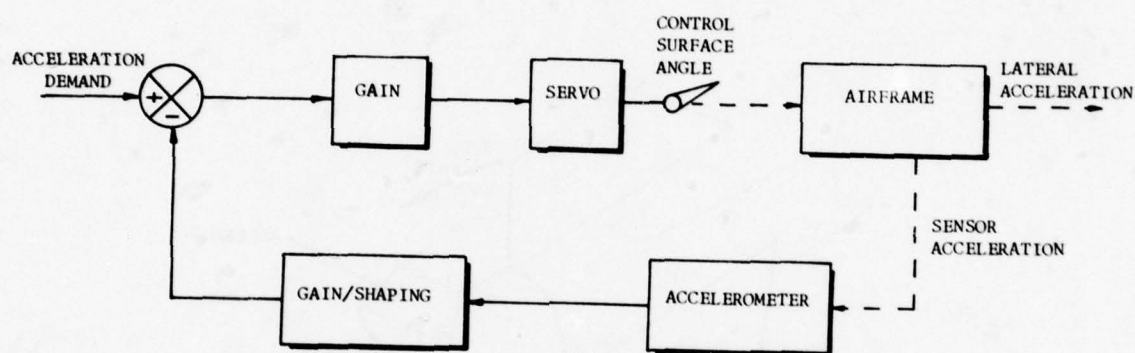 ACCELERATION
DEMAND
+
-
GAIN
SERVO
CONTROL
SURFACE
ANGLE
AIRFRAME
LATERAL
ACCELERATION
SENSOR
ACCELERATION
GAIN/SHAPING
ACCELEROMETER